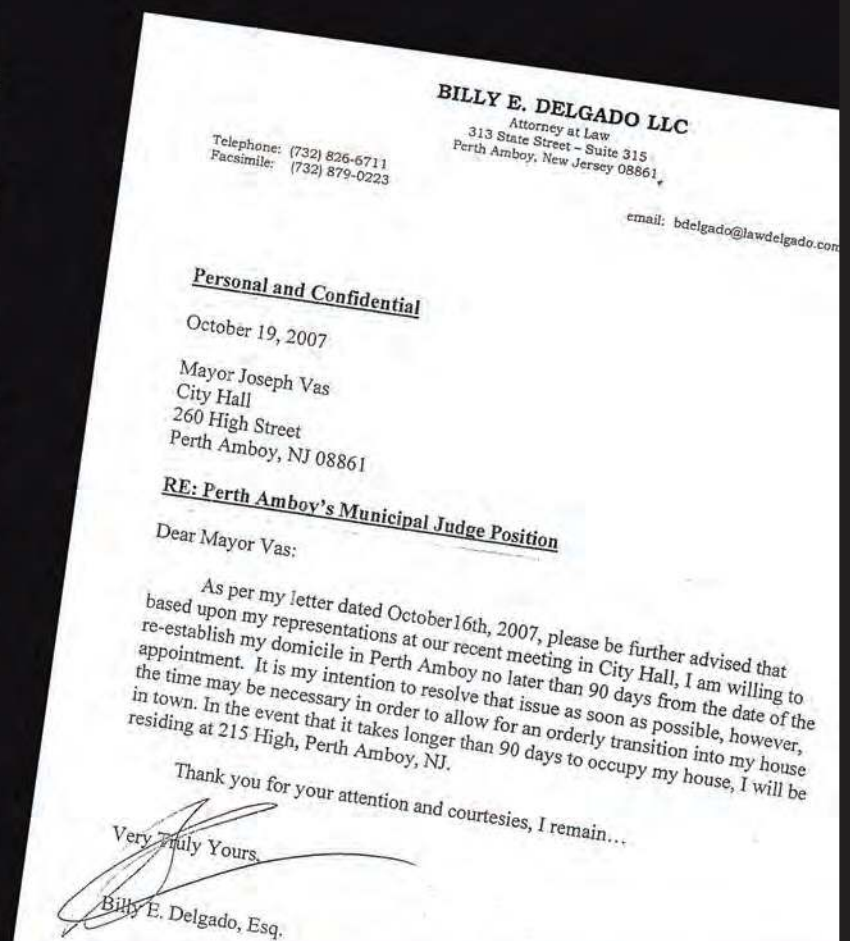 BILLY E. DELGADO LLC
Attorney at Law
313 State Street – Suite 315
Perth Amboy, New Jersey 08861
Telephone: (732) 826-6711
Facsimile: (732) 879-0223
email: bdelgado@lawdelgado.com
Personal and Confidential
October 19, 2007
Mayor Joseph Vas
City Hall
260 High Street
Perth Amboy, NJ 08861
RE: Perth Amboy's Municipal Judge Position
Dear Mayor Vas:
As per my letter dated October16th, 2007, please be further advised that
based upon my representations at our recent meeting in City Hall, I am willing to
re-establish my domicile in Perth Amboy no later than 90 days from the date of the
appointment. It is my intention to resolve that issue as soon as possible, however,
the time may be necessary in order to allow for an orderly transition into my house
in town. In the event that it takes longer than 90 days to occupy my house, I will be
residing at 215 High, Perth Amboy, NJ.
Thank you for your attention and courtesies, I remain…
Very Truly Yours,
Billy E. Delgado, Esq.